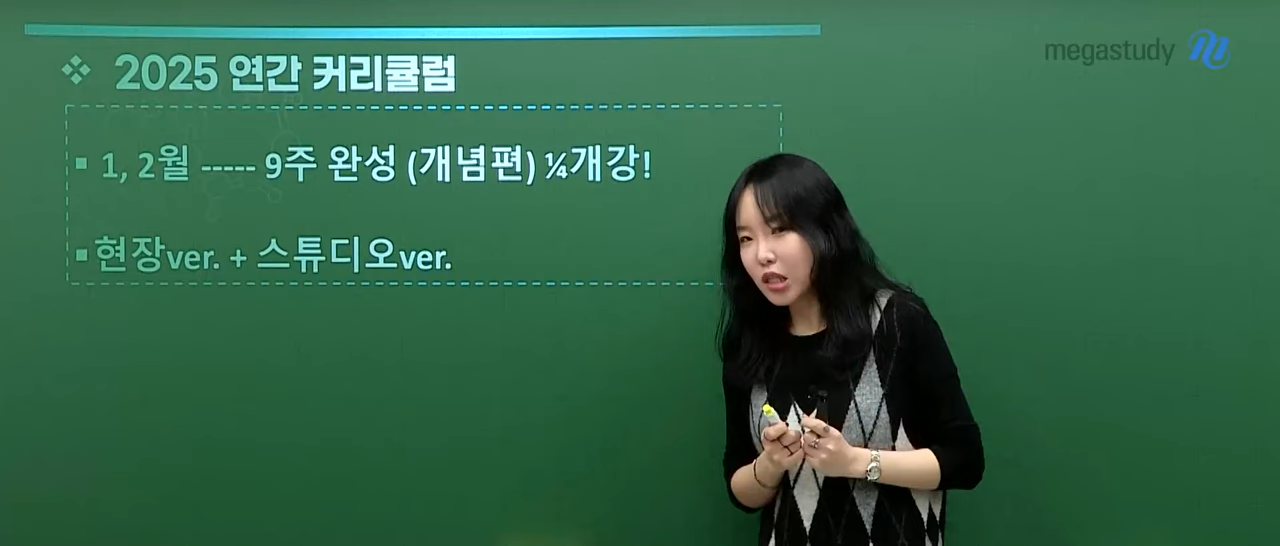 megastudy
❖ 2025 연간 커리큘럼
▪ 1, 2월 ----- 9주 완성 (개념편) ¼개강!
▪ 현장ver. + 스튜디오ver.